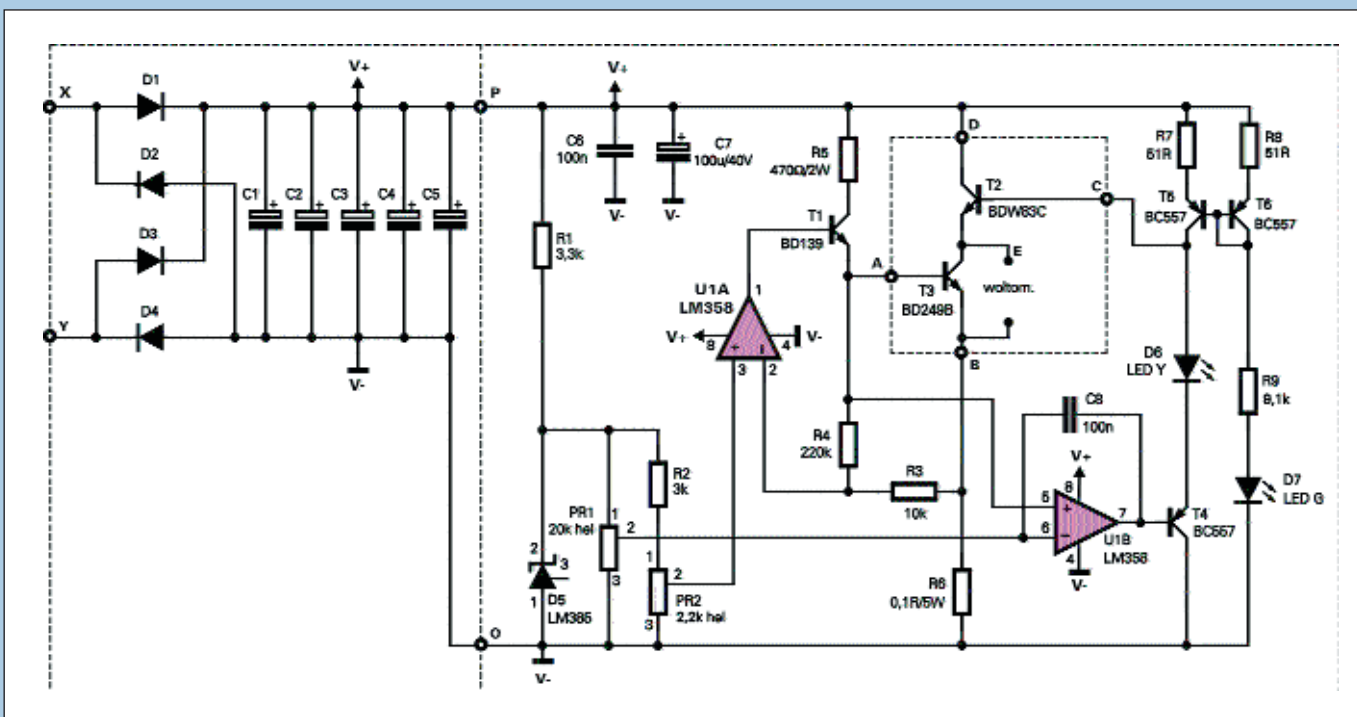 X
D1
D2
D3
D4
Y
V+
C1
C2
C3
C4
C5
V-
P
O
R1
3,3k
V+
C6
100n
V-
C7
100u/40V
V-
R5
470Ω/2W
T1
BD139
U1A
LM358
V+
8
1
4
V-
+
-
3
2
A
D
T2
BDW83C
C
E
T3
BD249B
woltom.
B
R7
51R
R8
51R
T5
BC557
T6
BC557
D6
LED Y
R9
8,1k
D7
LED G
C8
100n
R4
220k
R3
10k
V+
8
5
+
6
-
7
U1B
LM358
4
V-
T4
BC557
R2
3k
PR1
20k hel
1
2
3
2
3
1
D5
LM385
1
2
PR2
2,2k hel
3
R6
0,1R/5W
V-